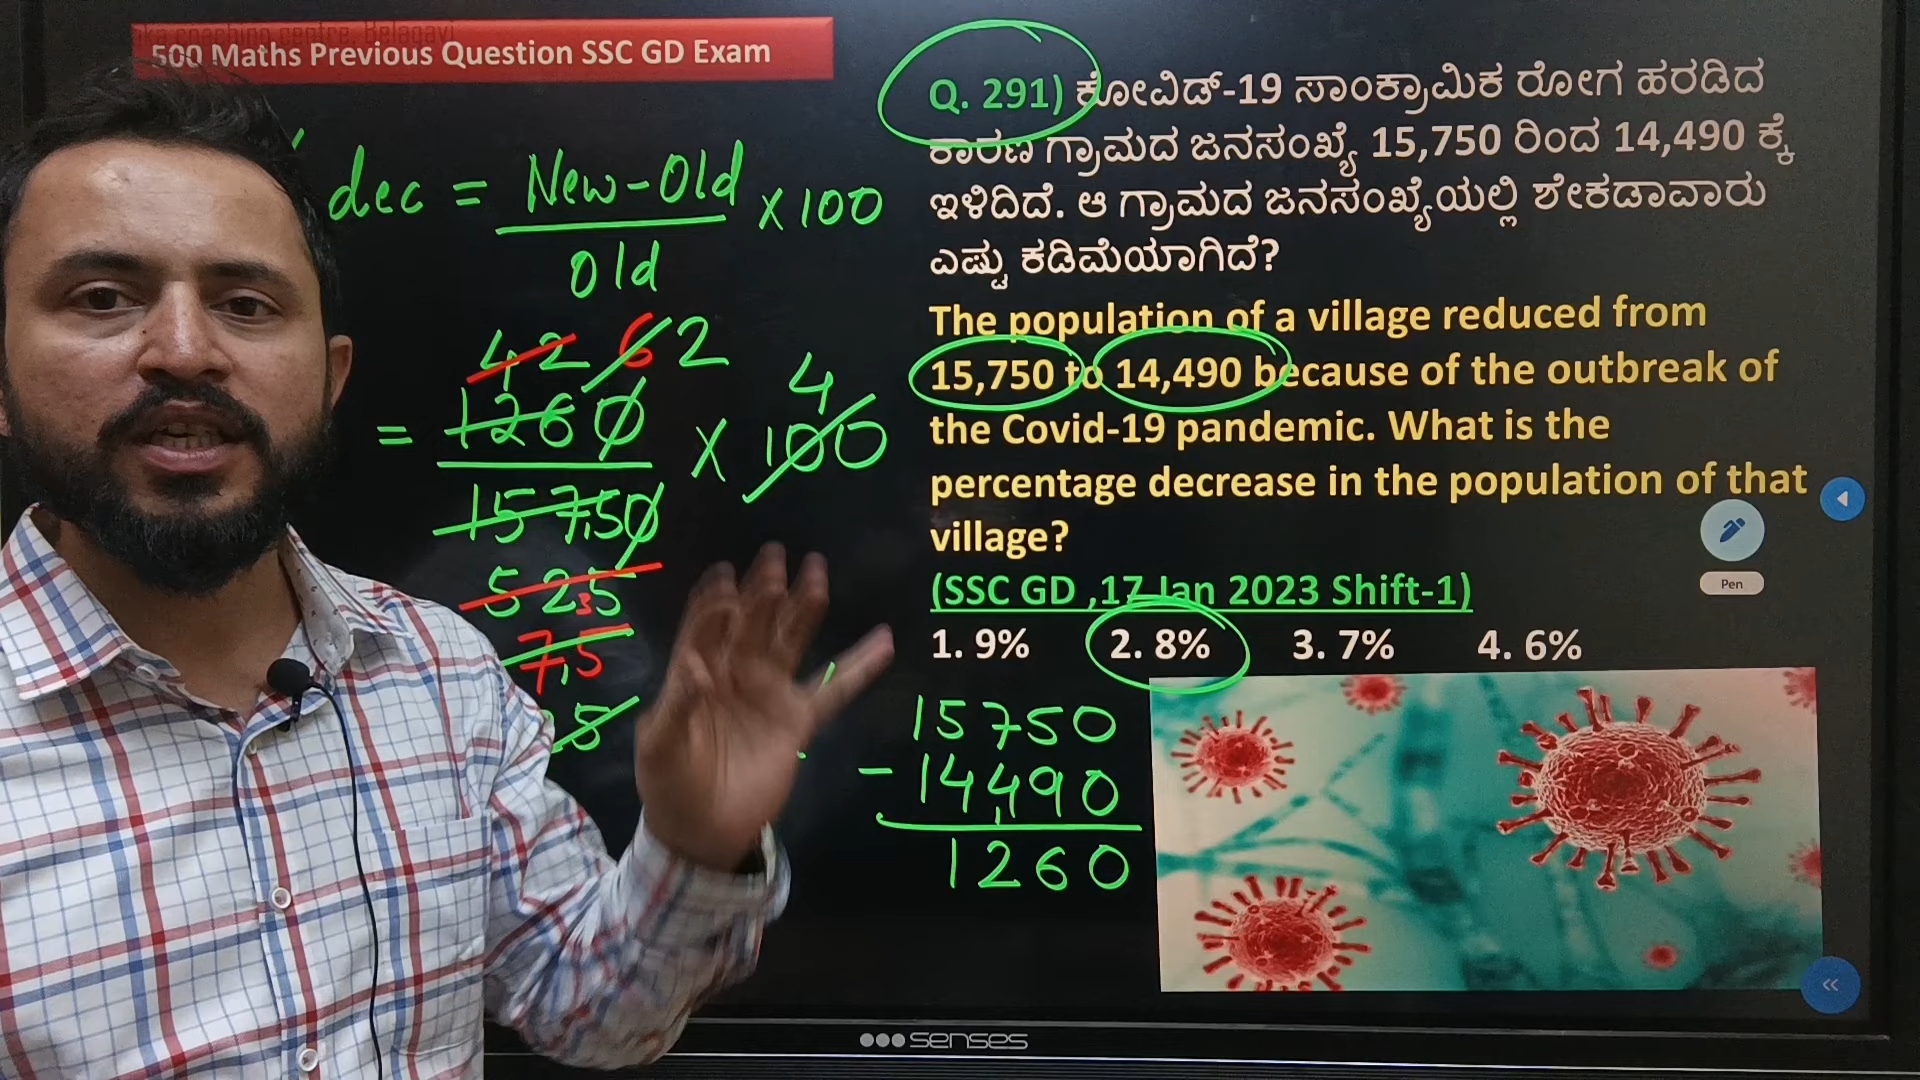 500 Maths Previous Question SSC GD Exam
dec = New-Old × 100
Old
42 6 2
= 1260 × 100 4
15750
525
3
75
25
Q. 291) ಕೋವಿಡ್-19 ಸಾಂಕ್ರಾಮಿಕ ರೋಗ ಹರಡಿದ
ಕಾರಣ ಗ್ರಾಮದ ಜನಸಂಖ್ಯೆ 15,750 ರಿಂದ 14,490 ಕ್ಕೆ
ಇಳಿದಿದೆ. ಆ ಗ್ರಾಮದ ಜನಸಂಖ್ಯೆಯಲ್ಲಿ ಶೇಕಡಾವಾರು
ಎಷ್ಟು ಕಡಿಮೆಯಾಗಿದೆ?
The population of a village reduced from
15,750 to 14,490 because of the outbreak of
the Covid-19 pandemic. What is the
percentage decrease in the population of that
village?
(SSC GD ,17 Jan 2023 Shift-1)
1. 9% 2. 8% 3. 7% 4. 6%
15750
- 14490
1260
Pen
senses